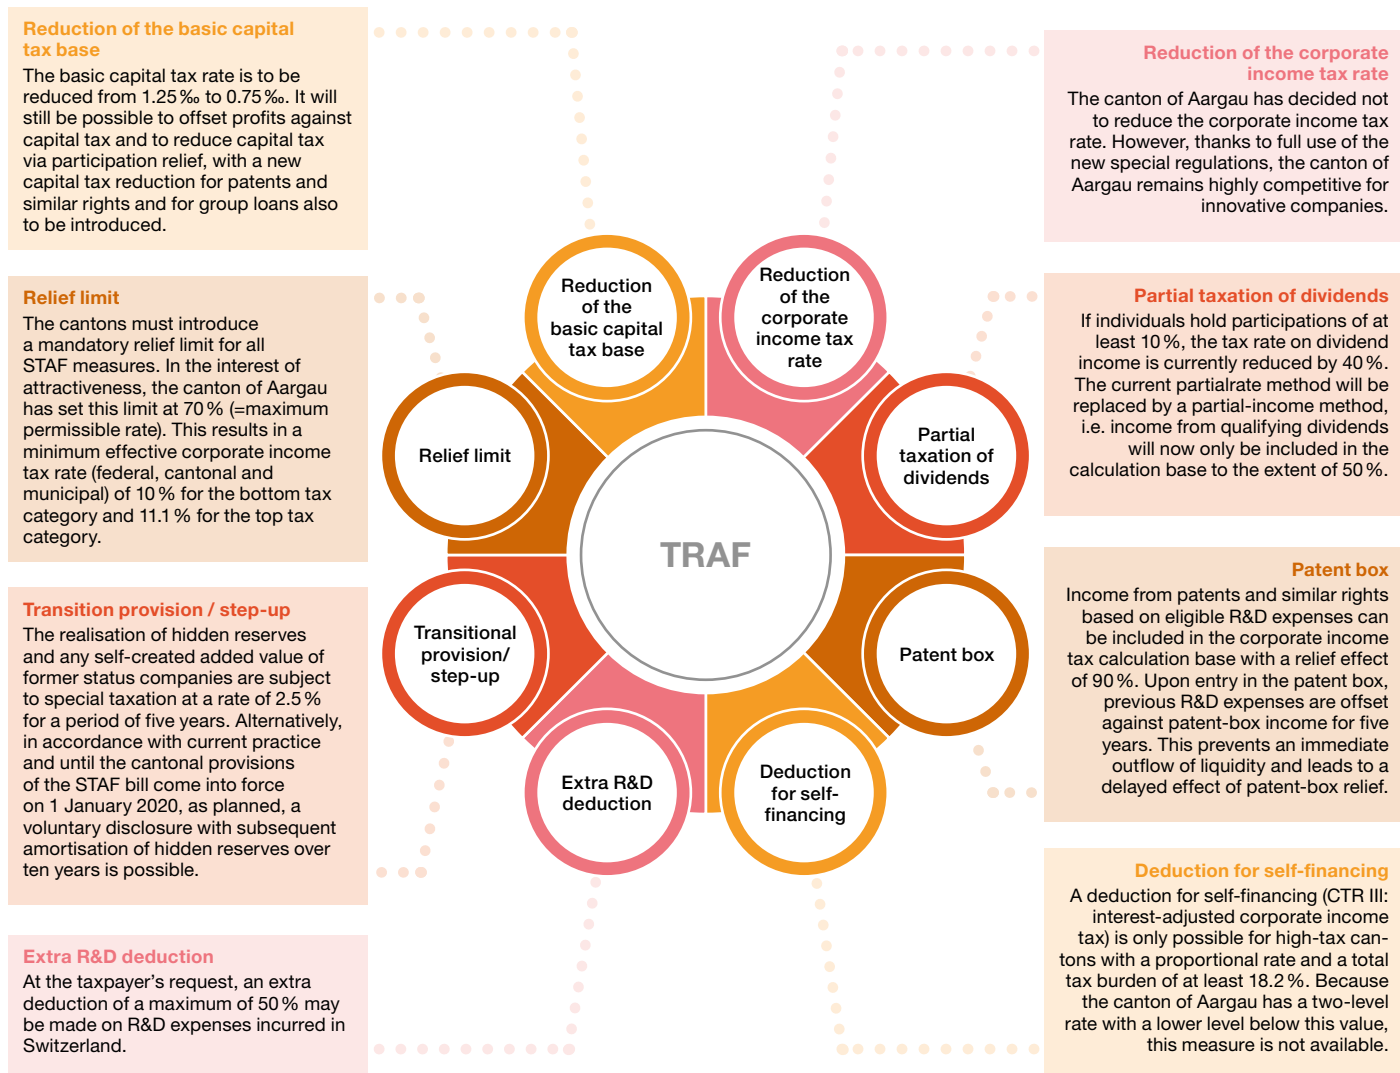 Reduction of the basic capital
tax base
The basic capital tax rate is to be
reduced from 1.25 ‰ to 0.75 ‰. It will
still be possible to offset profits against
capital tax and to reduce capital tax
via participation relief, with a new
capital tax reduction for patents and
similar rights and for group loans also
to be introduced.
Relief limit
The cantons must introduce
a mandatory relief limit for all
STAF measures. In the interest of
attractiveness, the canton of Aargau
has set this limit at 70 % (=maximum
permissible rate). This results in a
minimum effective corporate income
tax rate (federal, cantonal and
municipal) of 10 % for the bottom tax
category and 11.1 % for the top tax
category.
Transition provision / step-up
The realisation of hidden reserves
and any self-created added value of
former status companies are subject
to special taxation at a rate of 2.5 %
for a period of five years. Alternatively,
in accordance with current practice
and until the cantonal provisions
of the STAF bill come into force
on 1 January 2020, as planned, a
voluntary disclosure with subsequent
amortisation of hidden reserves over
ten years is possible.
Extra R&D deduction
At the taxpayer's request, an extra
deduction of a maximum of 50 % may
be made on R&D expenses incurred in
Switzerland.
Reduction
of the
basic capital
tax base
Reduction
of the
corporate
income tax
rate
Relief limit
Partial
taxation of
dividends
TRAF
Transitional
provision/
step-up
Patent box
Extra R&D
deduction
Deduction
for self-
financing
Reduction of the corporate
income tax rate
The canton of Aargau has decided not
to reduce the corporate income tax
rate. However, thanks to full use of the
new special regulations, the canton of
Aargau remains highly competitive for
innovative companies.
Partial taxation of dividends
If individuals hold participations of at
least 10 %, the tax rate on dividend
income is currently reduced by 40 %.
The current partialrate method will be
replaced by a partial-income method,
i.e. income from qualifying dividends
will now only be included in the
calculation base to the extent of 50 %.
Patent box
Income from patents and similar rights
based on eligible R&D expenses can
be included in the corporate income
tax calculation base with a relief effect
of 90 %. Upon entry in the patent box,
previous R&D expenses are offset
against patent-box income for five
years. This prevents an immediate
outflow of liquidity and leads to a
delayed effect of patent-box relief.
Deduction for self-financing
A deduction for self-financing (CTR III:
interest-adjusted corporate income
tax) is only possible for high-tax can-
tons with a proportional rate and a total
tax burden of at least 18.2 %. Because
the canton of Aargau has a two-level
rate with a lower level below this value,
this measure is not available.